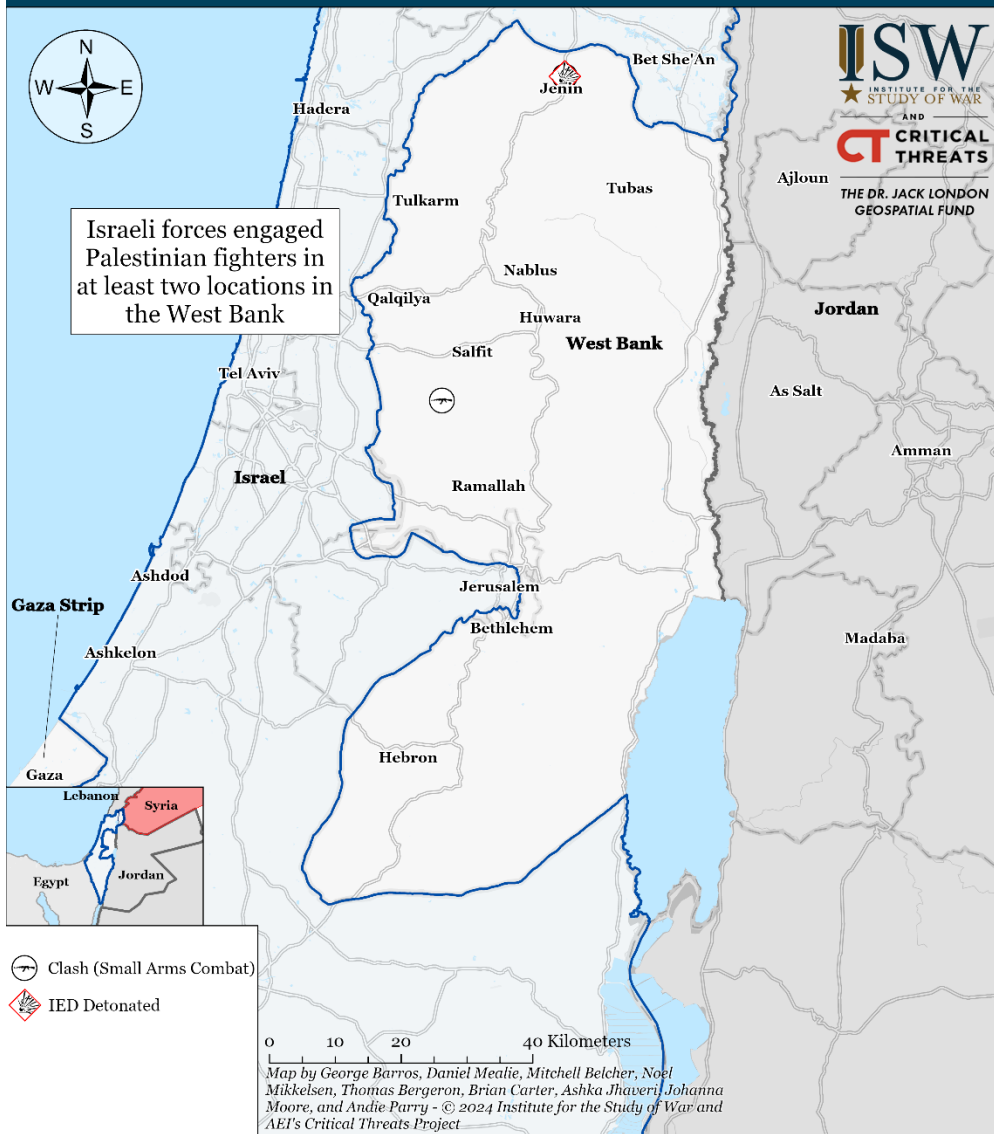 N
W
E
S
ISW
INSTITUTE FOR THE
STUDY OF WAR
AND
CT CRITICAL
THREATS
THE DR. JACK LONDON
GEOSPATIAL FUND
Bet She'An
Jenin
Hadera
Ajloun
Tubas
Tulkarm
Israeli forces engaged
Palestinian fighters in
at least two locations in
the West Bank
Nablus
Qalqilya
Jordan
Huwara
West Bank
Salfit
Tel Aviv
As Salt
Amman
Israel
Ramallah
Ashdod
Jerusalem
Gaza Strip
Bethlehem
Madaba
Ashkelon
Hebron
Gaza
Lebanon
Syria
Egypt
Jordan
Clash (Small Arms Combat)
IED Detonated
0 10 20 40 Kilometers
Map by George Barros, Daniel Mealie, Mitchell Belcher, Noel
Mikkelsen, Thomas Bergeron, Brian Carter, Ashka Jhaveri, Johanna
Moore, and Andie Parry - © 2024 Institute for the Study of War and
AEI's Critical Threats Project